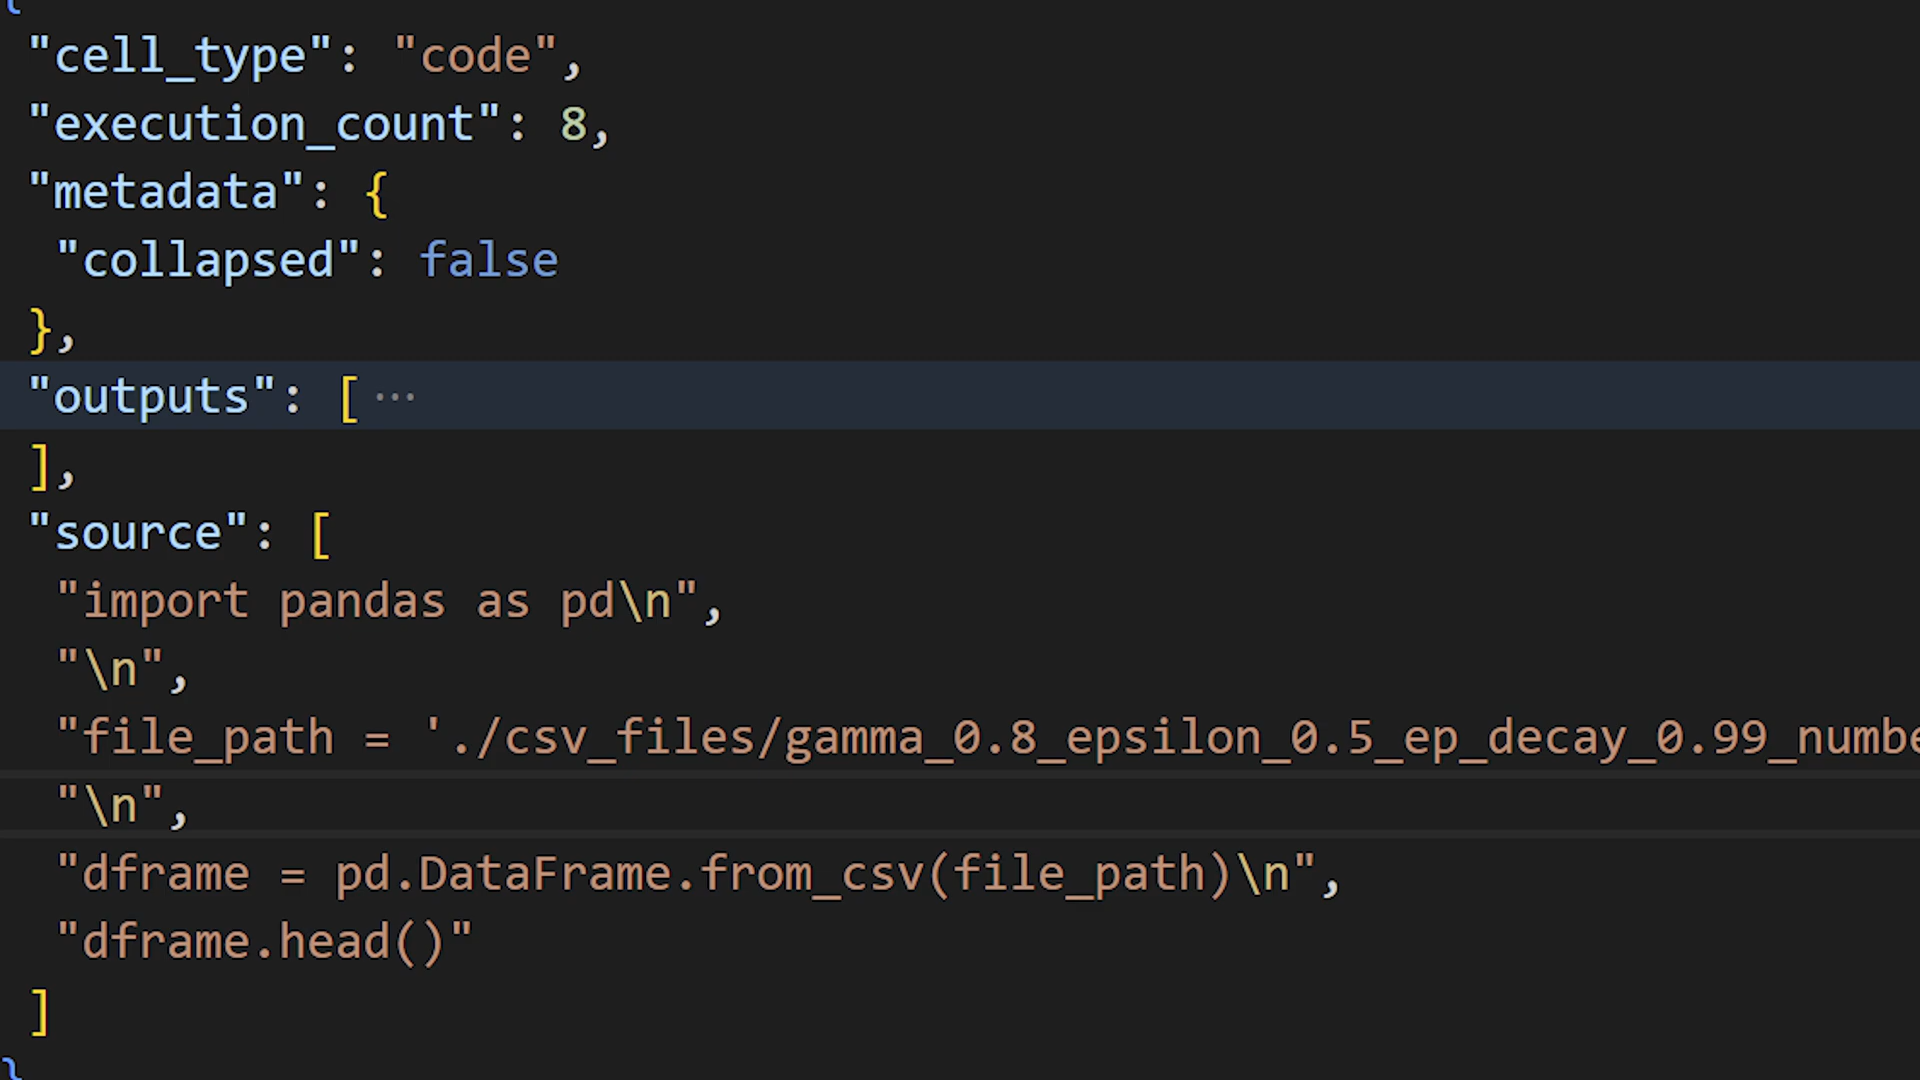 {
"cell_type": "code",
"execution_count": 8,
"metadata": {
"collapsed": false
},
"outputs": [ ···
],
"source": [
"import pandas as pd\n",
"\n",
"file_path = './csv_files/gamma_0.8_epsilon_0.5_ep_decay_0.99_numbe
"\n",
"dframe = pd.DataFrame.from_csv(file_path)\n",
"dframe.head()"
]
}